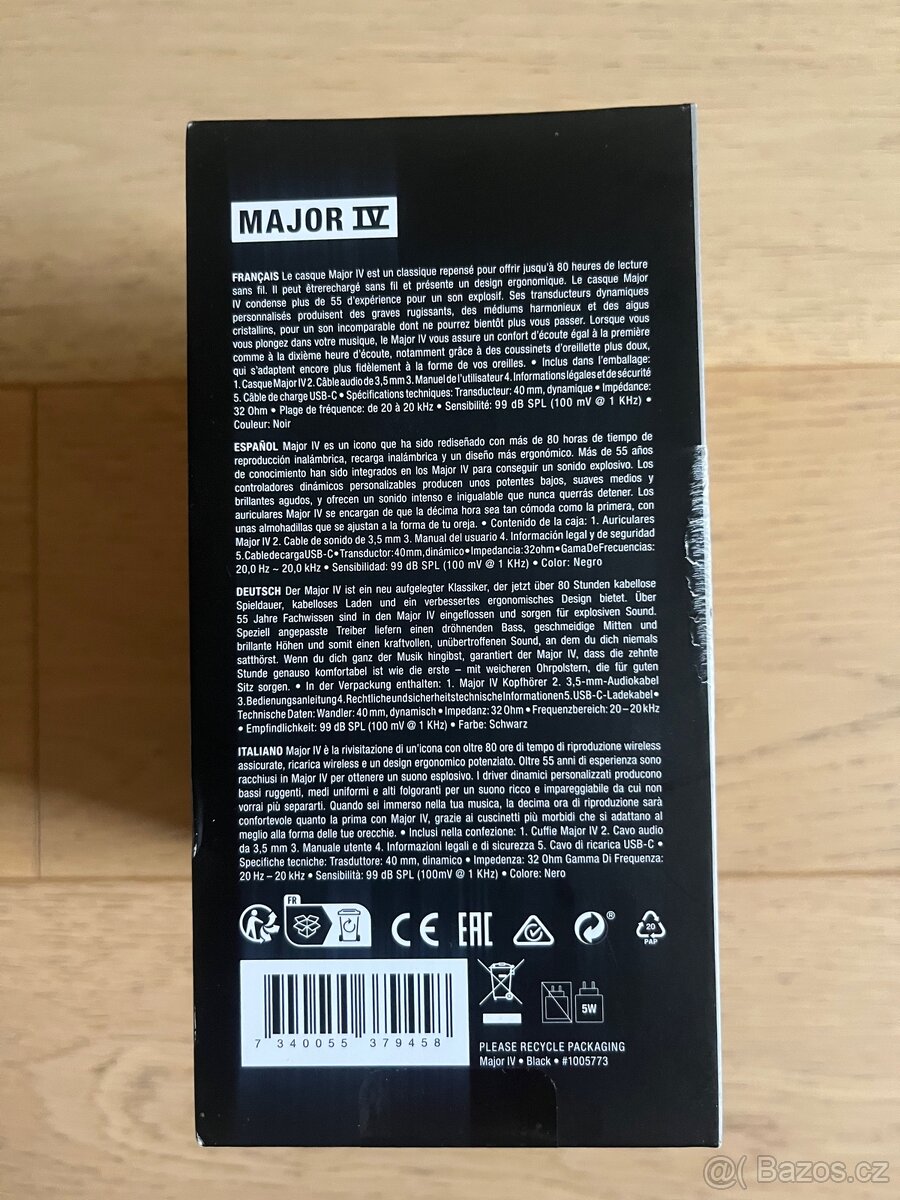 MAJOR IV
FRANÇAIS Le casque Major IV est un classique repensé pour offrir jusqu'à 80 heures de lecture
sans fil. Il peut êtrerechargé sans fil et présente un design ergonomique. Le casque Major
IV condense plus de 55 d'expérience pour un son explosif. Ses transducteurs dynamiques
personnalisés produisent des graves rugissants, des médiums harmonieux et des aigus
cristallins, pour un son incomparable dont ne pourrez bientôt plus vous passer. Lorsque vous
vous plongez dans votre musique, le Major IV vous assure un confort d'écoute égal à la première
comme à la dixième heure d'écoute, notamment grâce à des coussinets d'oreillette plus doux,
qui s'adaptent encore plus fidèlement à la forme de vos oreilles. • Inclus dans l'emballage:
1. Casque Major IV 2. Câble audio de 3,5 mm 3. Manuel de l'utilisateur 4. Informations légales et de sécurité
5. Câble de charge USB-C • Spécifications techniques: Transducteur: 40 mm, dynamique • Impédance:
32 Ohm • Plage de fréquence: de 20 à 20 kHz • Sensibilité: 99 dB SPL (100 mV @ 1 KHz) •
Couleur: Noir
ESPAÑOL Major IV es un icono que ha sido rediseñado con más de 80 horas de tiempo de
reproducción inalámbrica, recarga inalámbrica y un diseño más ergonómico. Más de 55 años
de conocimiento han sido integrados en los Major IV para conseguir un sonido explosivo. Los
controladores dinámicos personalizables producen unos potentes bajos, suaves medios y
brillantes agudos, y ofrecen un sonido intenso e inigualable que nunca querrás detener. Los
auriculares Major IV se encargan de que la décima hora sea tan cómoda como la primera, con
unas almohadillas que se ajustan a la forma de tu oreja. • Contenido de la caja: 1. Auriculares
Major IV 2. Cable de sonido de 3,5 mm 3. Manual del usuario 4. Información legal y de seguridad
5. Cable de carga USB-C • Transductor: 40 mm, dinámico • Impedancia: 32 ohm • Gama De Frecuencias:
20,0 Hz ~ 20,0 kHz • Sensibilidad: 99 dB SPL (100 mV @ 1 KHz) • Color: Negro
DEUTSCH Der Major IV ist ein neu aufgelegter Klassiker, der jetzt über 80 Stunden kabellose
Spieldauer, kabelloses Laden und ein verbessertes ergonomisches Design bietet. Über
55 Jahre Fachwissen sind in den Major IV eingeflossen und sorgen für explosiven Sound.
Speziell angepasste Treiber liefern einen dröhnenden Bass, geschmeidige Mitten und
brillante Höhen und somit einen kraftvollen, unübertroffenen Sound, an dem du dich niemals
satthörst. Wenn du dich ganz der Musik hingibst, garantiert der Major IV, dass die zehnte
Stunde genauso komfortabel ist wie die erste – mit weicheren Ohrpolstern, die für guten
Sitz sorgen. • In der Verpackung enthalten: 1. Major IV Kopfhörer 2. 3,5-mm-Audiokabel
3. Bedienungsanleitung 4. Rechtliche und sicherheitstechnische Informationen 5. USB-C-Ladekabel •
Technische Daten: Wandler: 40 mm, dynamisch • Impedanz: 32 Ohm • Frequenzbereich: 20–20 kHz
• Empfindlichkeit: 99 dB SPL (100 mV @ 1 KHz) • Farbe: Schwarz
ITALIANO Major IV è la rivisitazione di un'icona con oltre 80 ore di tempo di riproduzione wireless
assicurate, ricarica wireless e un design ergonomico potenziato. Oltre 55 anni di esperienza sono
racchiusi in Major IV per ottenere un suono esplosivo. I driver dinamici personalizzati producono
bassi ruggenti, medi uniformi e alti folgoranti per un suono ricco e impareggiabile da cui non
vorrai più separarti. Quando sei immerso nella tua musica, la decima ora di riproduzione sarà
confortevole quanto la prima con Major IV, grazie ai cuscinetti più morbidi che si adattano al
meglio alla forma delle tue orecchie. • Inclusi nella confezione: 1. Cuffie Major IV 2. Cavo audio
da 3,5 mm 3. Manuale utente 4. Informazioni legali e di sicurezza 5. Cavo di ricarica USB-C •
Specifiche tecniche: Trasduttore: 40 mm, dinamico • Impedenza: 32 Ohm Gamma Di Frequenza:
20 Hz – 20 kHz • Sensibilità: 99 dB SPL (100mV @ 1 KHz) • Colore: Nero
FR CE EAC ® 20 PAP
5W
7 340055 379458
PLEASE RECYCLE PACKAGING
Major IV • Black • #1005773
@( Bazos.cz